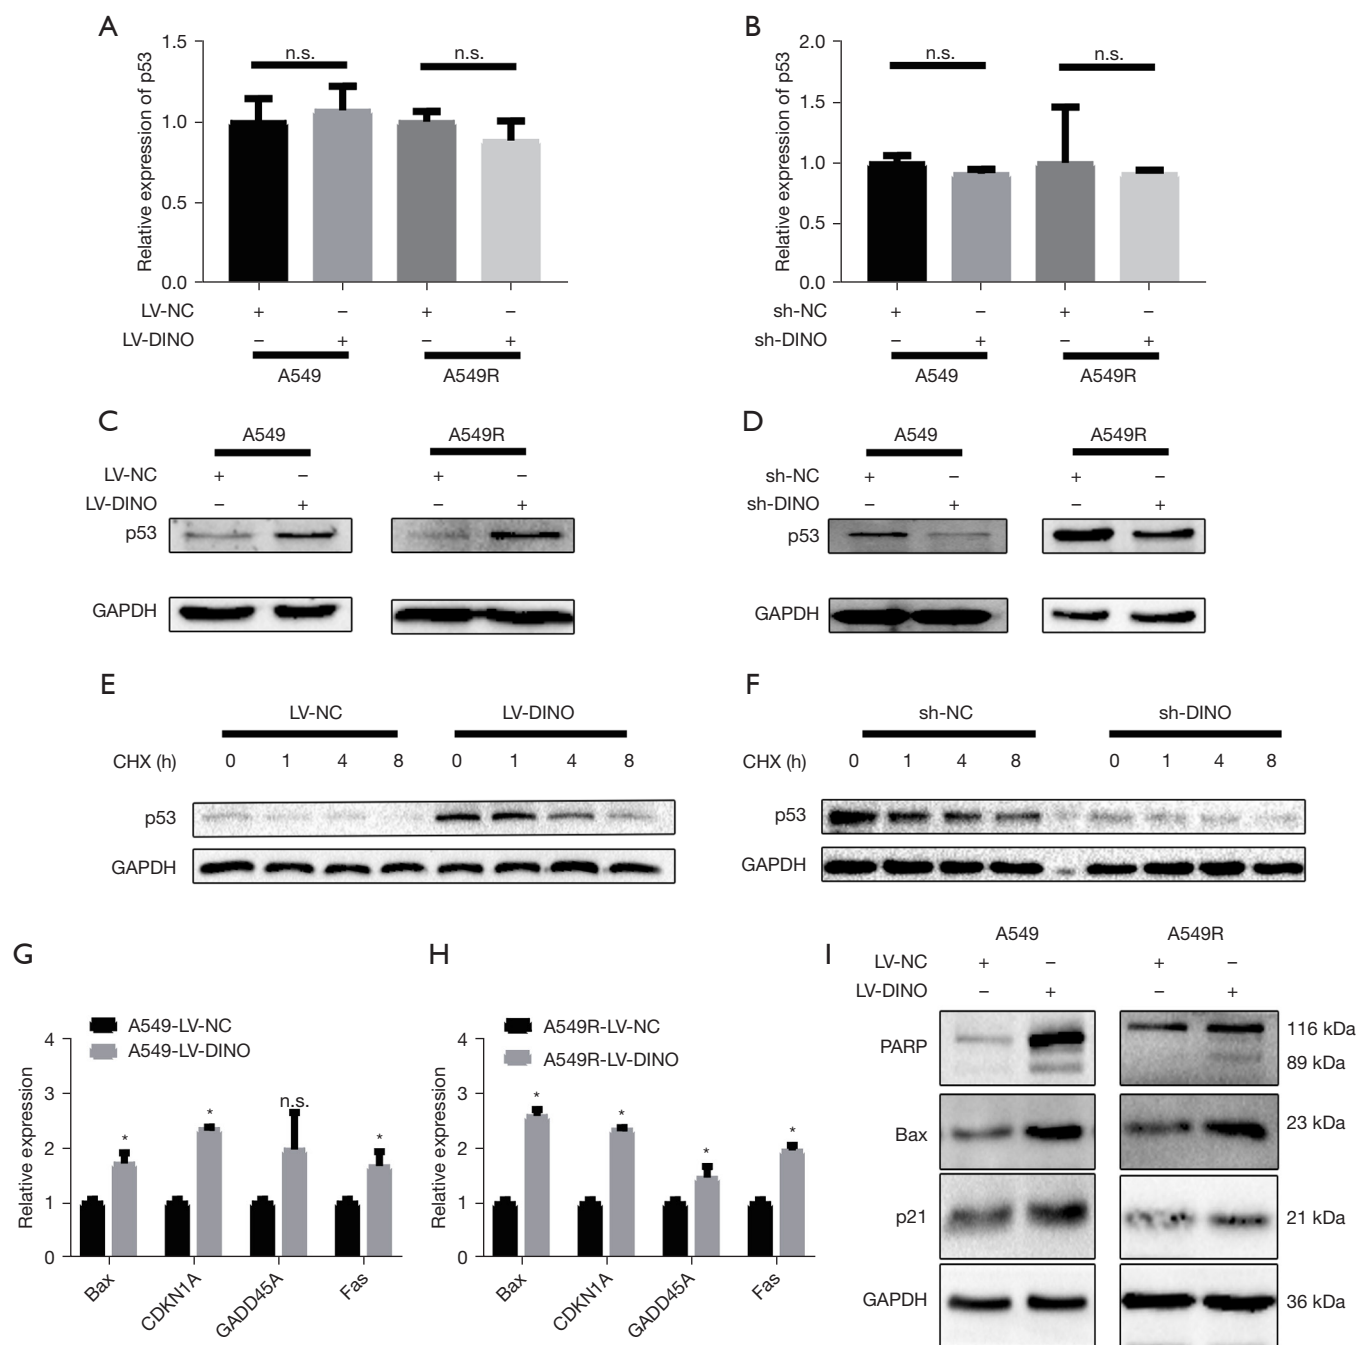 A
Relative expression of p53
1.5
1.0
0.5
0.0
n.s.
n.s.
LV-NC + − + −
LV-DINO − + − +
A549 A549R
B
Relative expression of p53
2.0
1.5
1.0
0.5
0.0
n.s.
n.s.
sh-NC + − + −
sh-DINO − + − +
A549 A549R
C
A549 A549R
LV-NC + − + −
LV-DINO − + − +
p53
GAPDH
D
A549 A549R
sh-NC + − + −
sh-DINO − + − +
p53
GAPDH
E
LV-NC LV-DINO
CHX (h) 0 1 4 8 0 1 4 8
p53
GAPDH
F
sh-NC sh-DINO
CHX (h) 0 1 4 8 0 1 4 8
p53
GAPDH
G
A549-LV-NC
A549-LV-DINO
Relative expression
4
3
2
1
0
*
*
n.s.
*
Bax CDKN1A GADD45A Fas
H
A549R-LV-NC
A549R-LV-DINO
Relative expression
4
3
2
1
0
*
*
*
*
Bax CDKN1A GADD45A Fas
I
A549 A549R
LV-NC + − + −
LV-DINO − + − +
PARP 116 kDa
89 kDa
Bax 23 kDa
p21 21 kDa
GAPDH 36 kDa